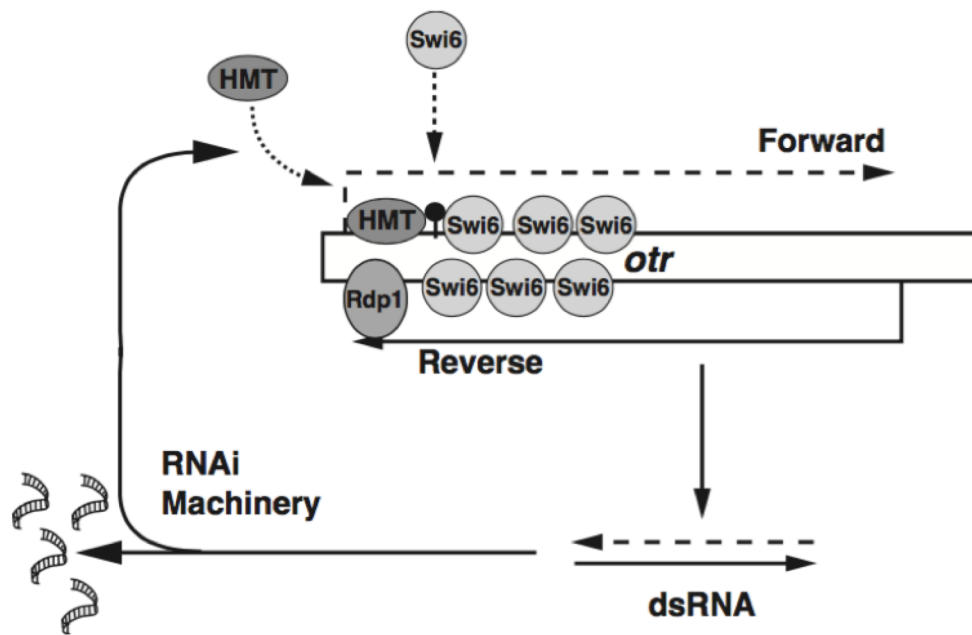 Swi6
HMT
Forward
HMT
Swi6
Swi6
Swi6
otr
Rdp1
Swi6
Swi6
Swi6
Reverse
RNAi
Machinery
dsRNA